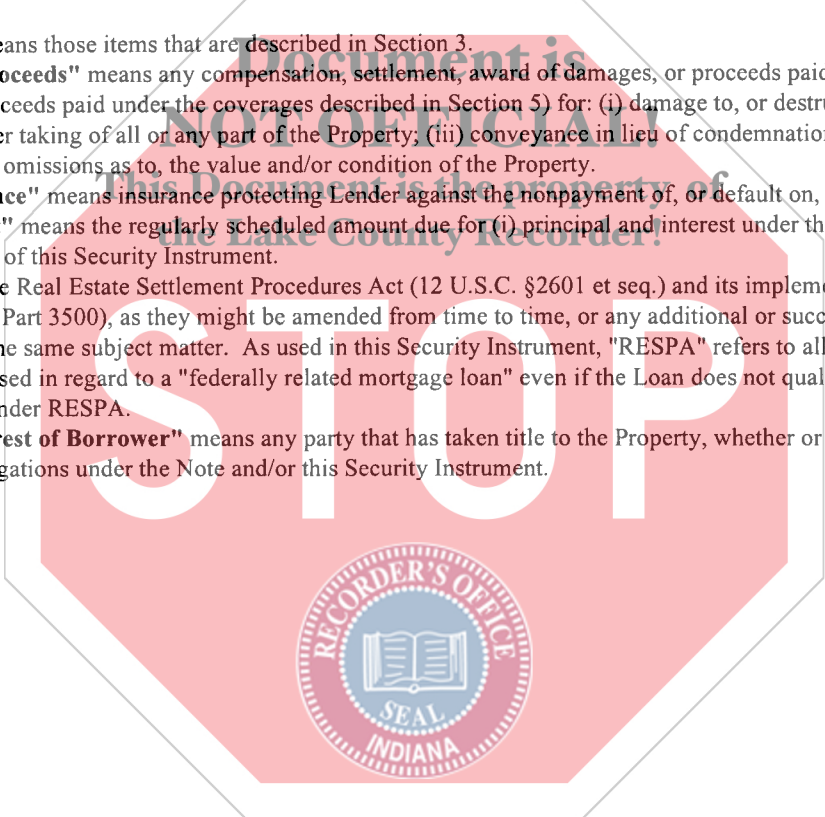 eans those items that are described in Section 3.
oceeds" means any compensation, settlement, award of damages, or proceeds paid
ceeds paid under the coverages described in Section 5) for: (i) damage to, or destru
er taking of all or any part of the Property; (iii) conveyance in lieu of condemnation
omissions as to, the value and/or condition of the Property.
nce" means insurance protecting Lender against the nonpayment of, or default on,
" means the regularly scheduled amount due for (i) principal and interest under th
of this Security Instrument.
e Real Estate Settlement Procedures Act (12 U.S.C. §2601 et seq.) and its impleme
Part 3500), as they might be amended from time to time, or any additional or succ
he same subject matter. As used in this Security Instrument, "RESPA" refers to all
sed in regard to a "federally related mortgage loan" even if the Loan does not qual
nder RESPA.
rest of Borrower" means any party that has taken title to the Property, whether or
gations under the Note and/or this Security Instrument.
Document is
NOT OFFICIAL!
This Document is the property of
the Lake County Recorder!
STOP
RECORDER'S OFFICE
SEAL
INDIANA